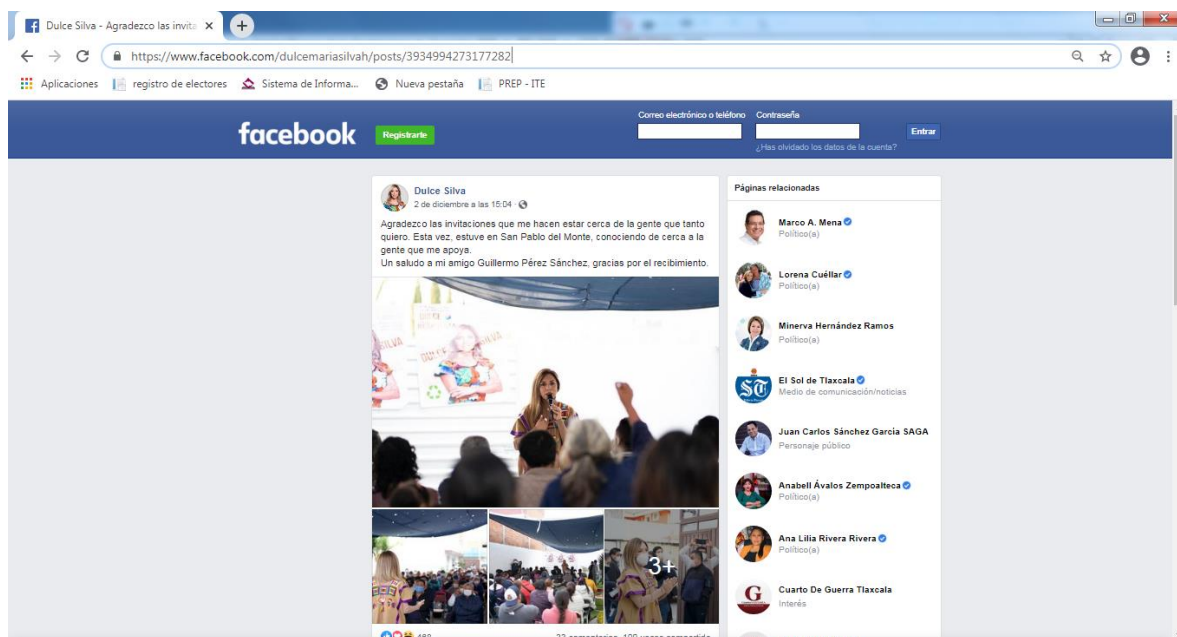 Dulce Silva - Agradezco las invita
https://www.facebook.com/dulcemariasilvah/posts/3934994273177282
Aplicaciones registro de electores Sistema de Informa... Nueva pestaña PREP - ITE
facebook
Registrarte
Correo electrónico o teléfono
Contraseña
Entrar
¿Has olvidado los datos de la cuenta?
Dulce Silva
2 de diciembre a las 15:04 ·
Agradezco las invitaciones que me hacen estar cerca de la gente que tanto
quiero. Esta vez, estuve en San Pablo del Monte, conociendo de cerca a la
gente que me apoya.
Un saludo a mi amigo Guillermo Pérez Sánchez, gracias por el recibimiento.
DULCE SILVA
3+
Páginas relacionadas
Marco A. Mena
Político(a)
Lorena Cuéllar
Político(a)
Minerva Hernández Ramos
Político(a)
ST
El Sol de Tlaxcala
Medio de comunicación/noticias
Juan Carlos Sánchez García SAGA
Personaje público
Anabell Ávalos Zempoalteca
Político(a)
Ana Lilia Rivera Rivera
Político(a)
G
Cuarto De Guerra Tlaxcala
Interés